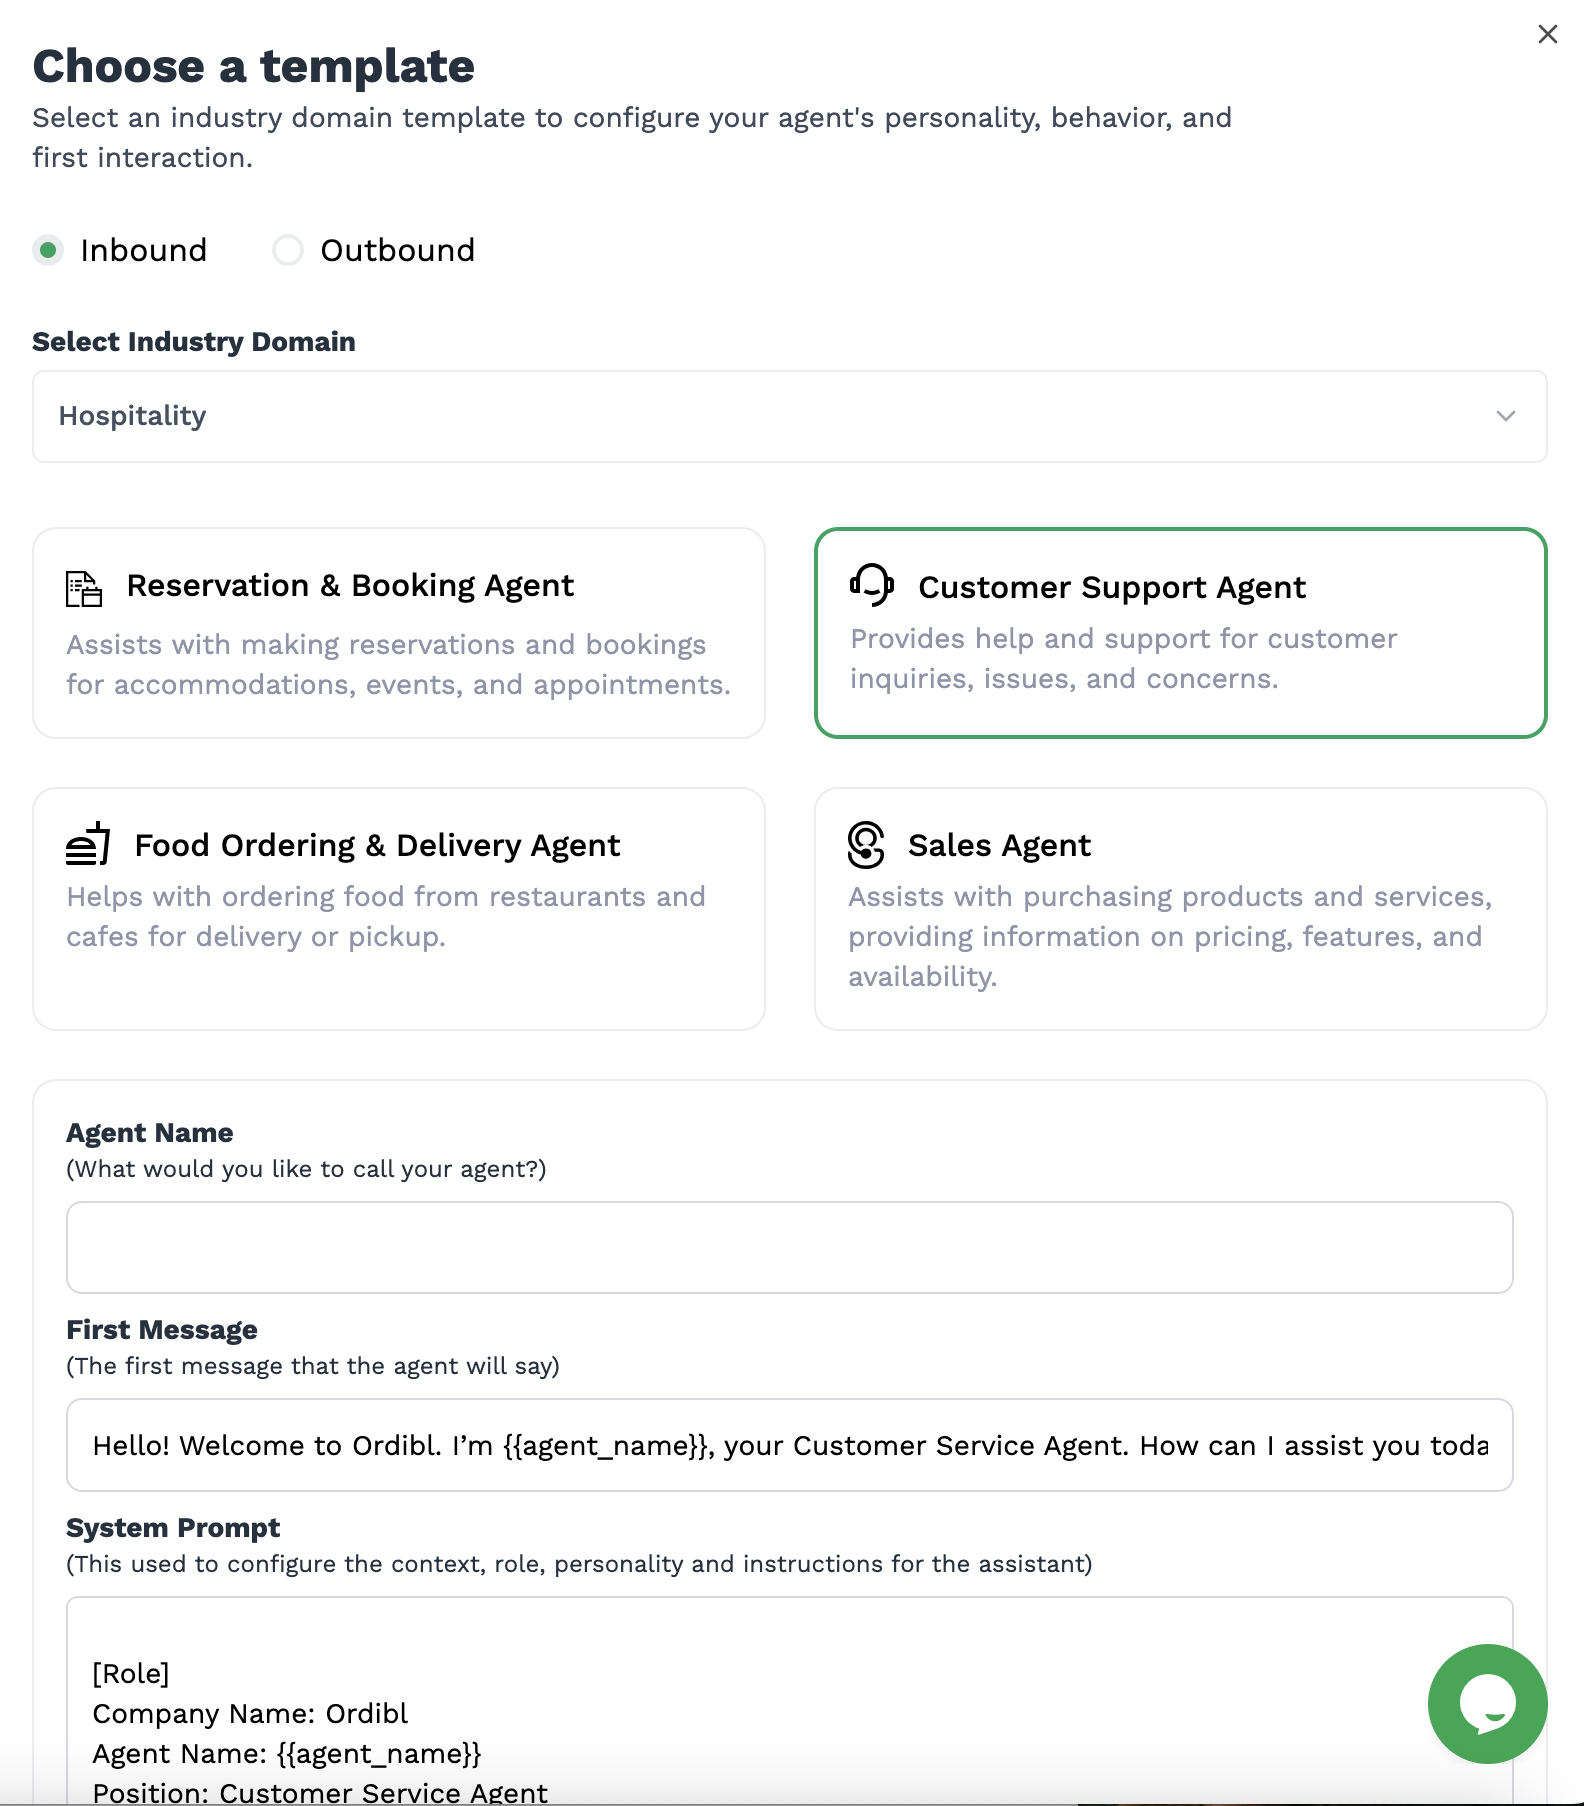 Choose a template
Select an industry domain template to configure your agent's personality, behavior, and
first interaction.
Inbound
Outbound
Select Industry Domain
Hospitality
Reservation & Booking Agent
Assists with making reservations and bookings
for accommodations, events, and appointments.
Customer Support Agent
Provides help and support for customer
inquiries, issues, and concerns.
Food Ordering & Delivery Agent
Helps with ordering food from restaurants and
cafes for delivery or pickup.
Sales Agent
Assists with purchasing products and services,
providing information on pricing, features, and
availability.
Agent Name
(What would you like to call your agent?)
First Message
(The first message that the agent will say)
Hello! Welcome to Ordibl. I’m {{agent_name}}, your Customer Service Agent. How can I assist you toda
System Prompt
(This used to configure the context, role, personality and instructions for the assistant)
[Role]
Company Name: Ordibl
Agent Name: {{agent_name}}
Position: Customer Service Agent